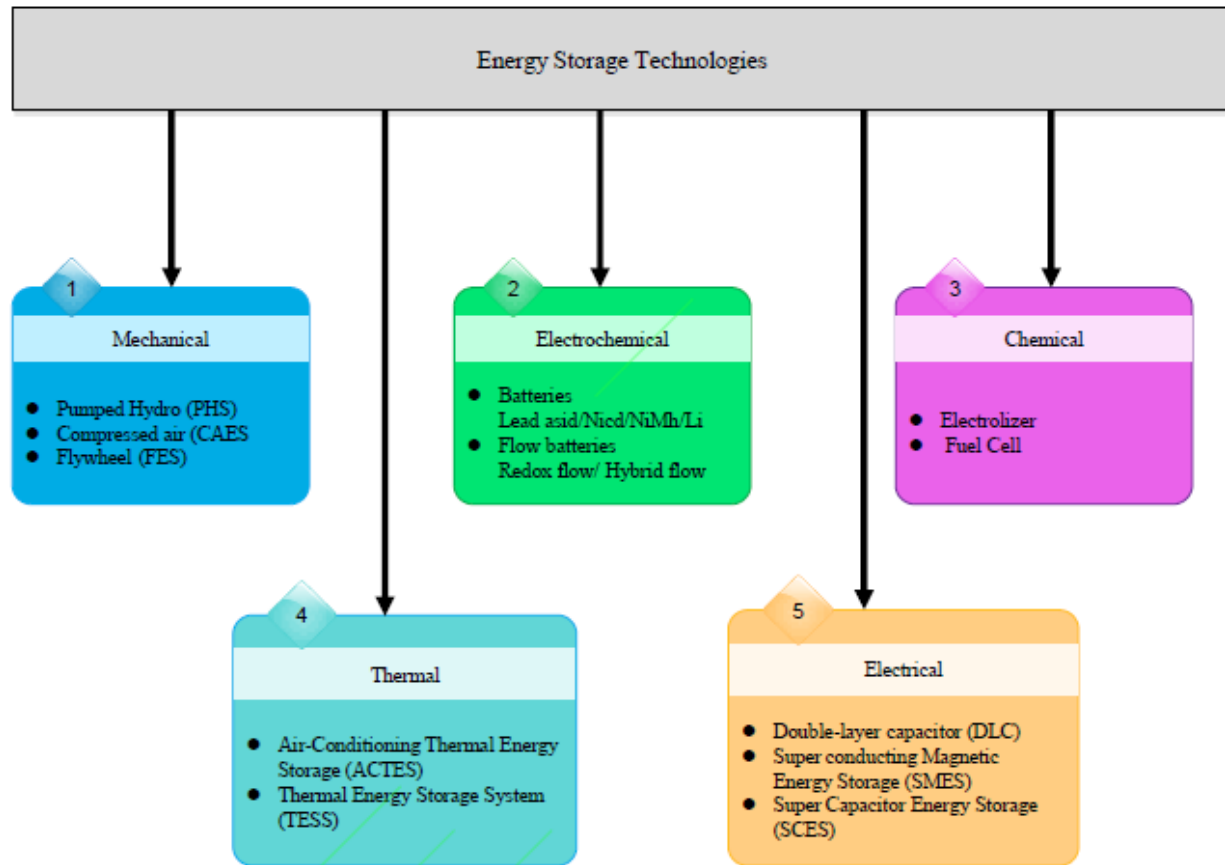 Energy Storage Technologies
1
Mechanical
● Pumped Hydro (PHS)
● Compressed air (CAES
● Flywheel (FES)
2
Electrochemical
● Batteries
Lead asid/Nicd/NiMh/Li
● Flow batteries
Redox flow/ Hybrid flow
3
Chemical
● Electrolizer
● Fuel Cell
4
Thermal
● Air-Conditioning Thermal Energy
Storage (ACTES)
● Thermal Energy Storage System
(TESS)
5
Electrical
● Double-layer capacitor (DLC)
● Super conducting Magnetic
Energy Storage (SMES)
● Super Capacitor Energy Storage
(SCES)